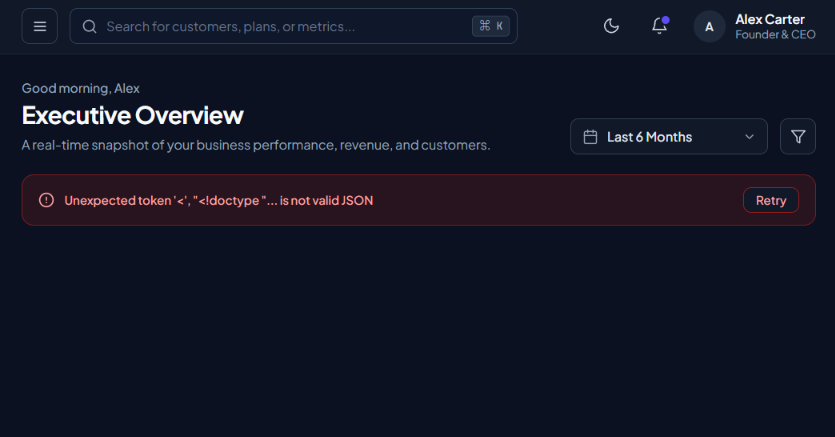 Search for customers, plans, or metrics...
⌘ K
A
Alex Carter
Founder & CEO
Good morning, Alex
Executive Overview
A real-time snapshot of your business performance, revenue, and customers.
Last 6 Months
Unexpected token '<', "<!doctype "... is not valid JSON
Retry